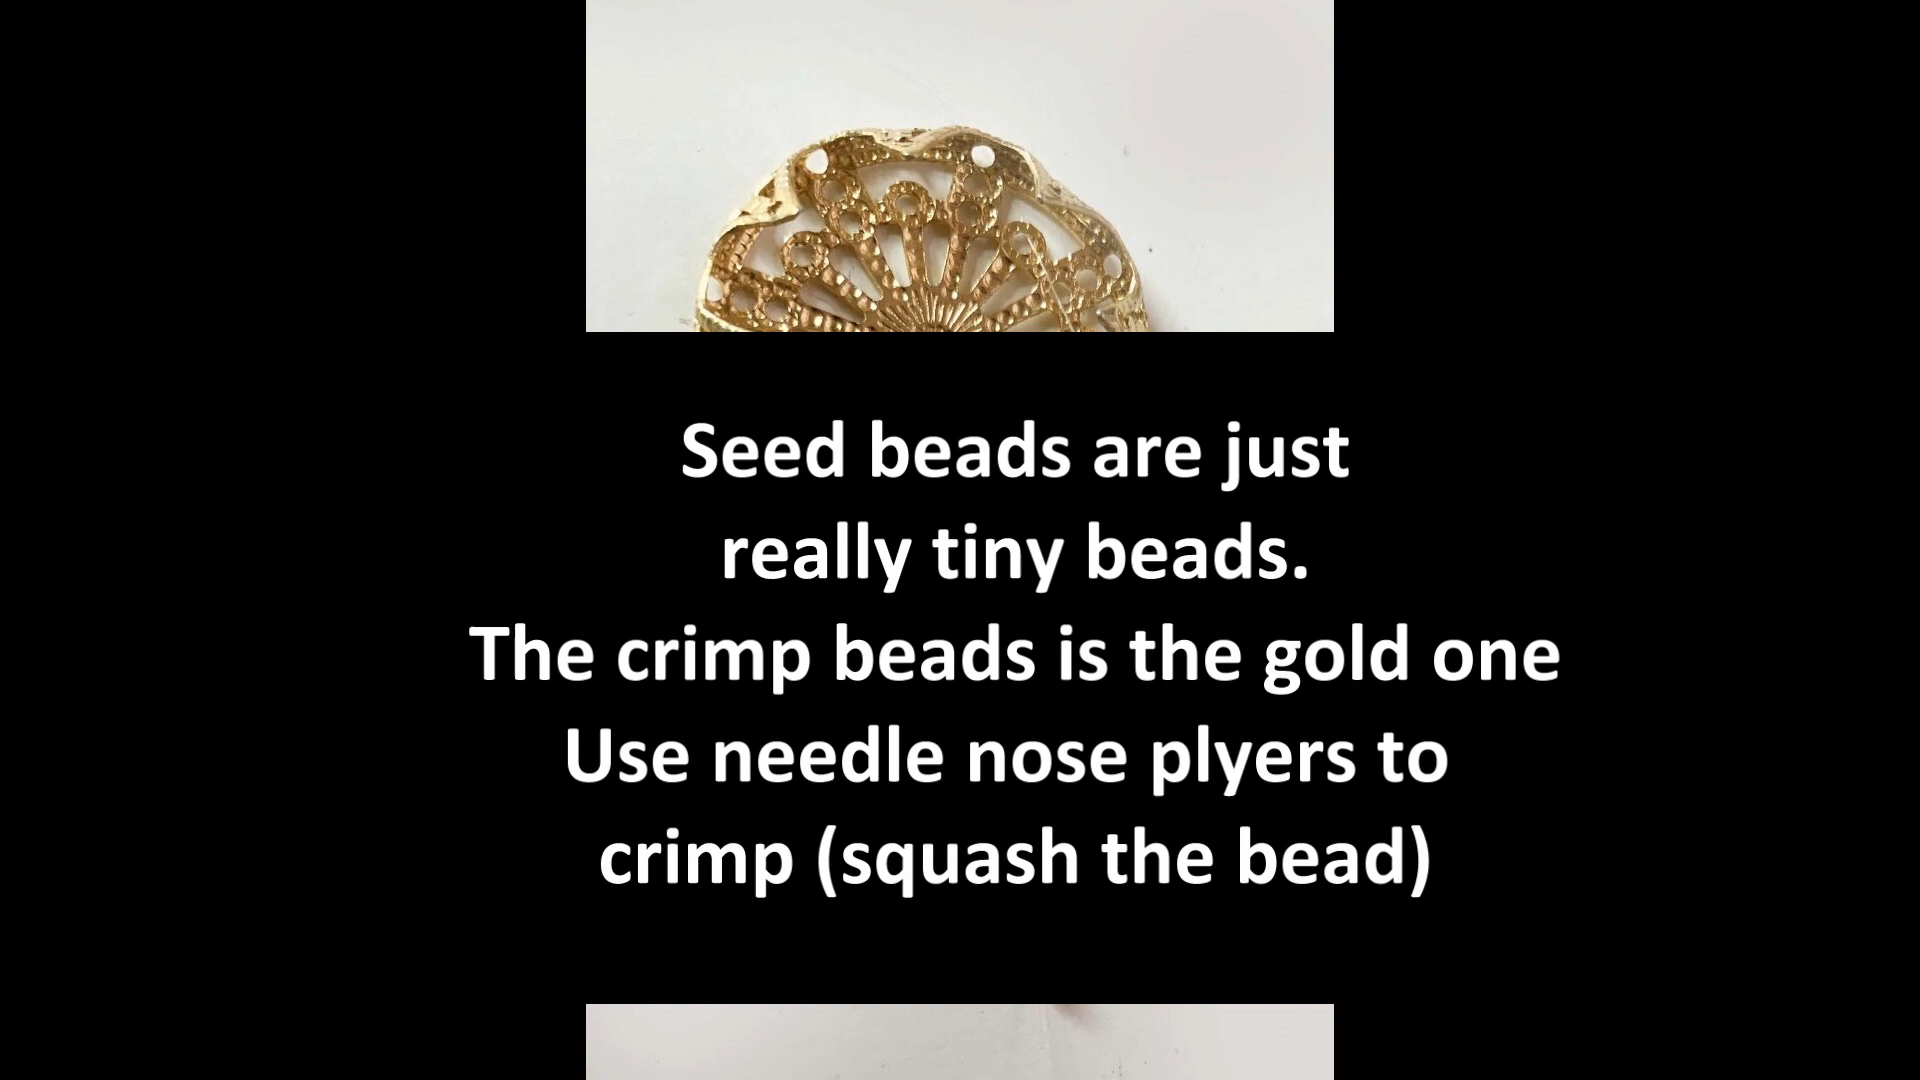 Seed beads are just
really tiny beads.
The crimp beads is the gold one
Use needle nose plyers to
crimp (squash the bead)